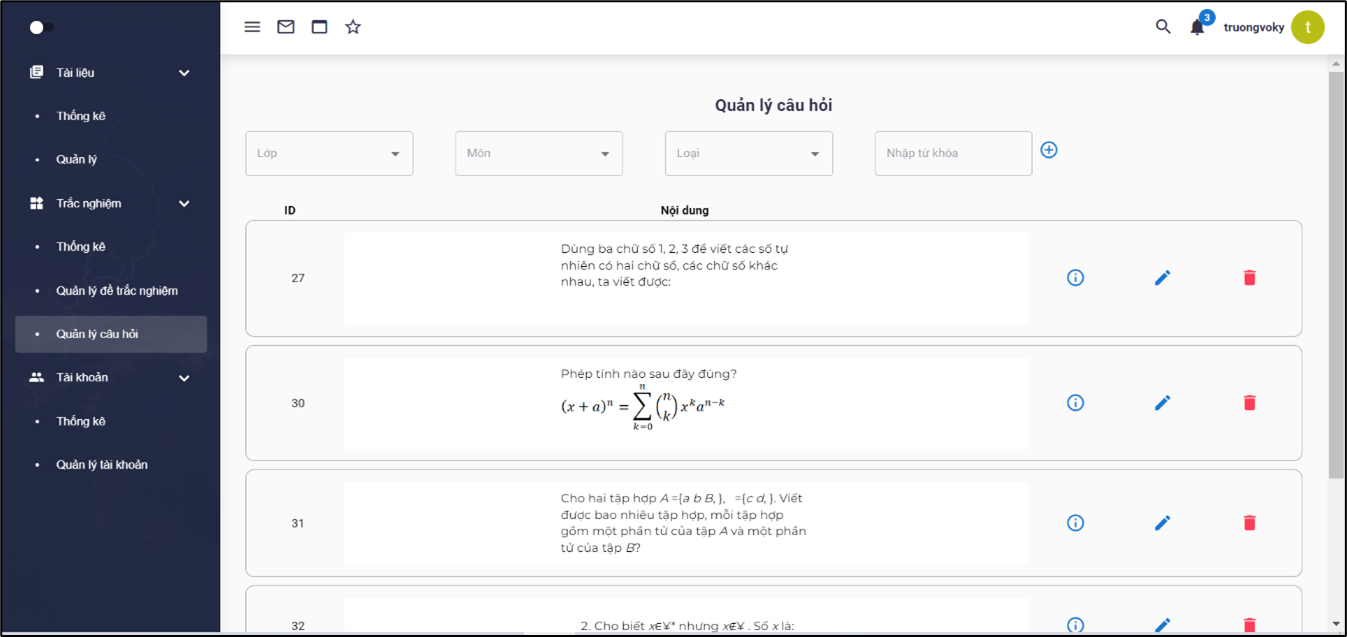 3
truongvoky
t
Tài liệu
Thống kê
Quản lý
Trắc nghiệm
Thống kê
Quản lý đề trắc nghiệm
Quản lý câu hỏi
Tài khoản
Thống kê
Quản lý tài khoản
Quản lý câu hỏi
Lớp
Môn
Loại
Nhập từ khóa
ID
Nội dung
27
Dùng ba chữ số 1, 2, 3 để viết các số tự
nhiên có hai chữ số, các chữ số khác
nhau, ta viết được:
30
Phép tính nào sau đây đúng?
(x + a)ⁿ = ∑ₖ₌₀ⁿ (n k) xᵏaⁿ⁻ᵏ
31
Cho hai tập hợp A ={a b B, }, ={c d, }. Viết
được bao nhiêu tập hợp, mỗi tập hợp
gồm một phần tử của tập A và một phần
tử của tập B?
32
2. Cho biết x∈¥* nhưng x∉¥ . Số x là: